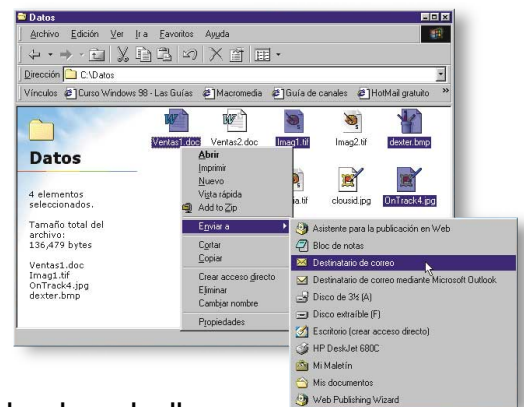 Datos
Archivo Edición Ver Ir a Favoritos Ayuda
Dirección C:\Datos
Vínculos Curso Windows 98 - Las Guías Macromedia Guía de canales HotMail gratuito »
Ventas1.doc Ventas2.doc Imag1.tif Imag2.tif dexter.bmp
Datos
4 elementos
seleccionados.
Tamaño total del
archivo:
136,479 bytes
Ventas1.doc
Imag1.tif
OnTrack4.jpg
dexter.bmp
clousid.jpg OnTrack4.jpg
Abrir
Imprimir
Nuevo
Vista rápida
Add to Zip
Enviar a
Cortar
Copiar
Crear acceso directo
Eliminar
Cambiar nombre
Propiedades
Asistente para la publicación en Web
Bloc de notas
Destinatario de correo
Destinatario de correo mediante Microsoft Outlook
Disco de 3½ (A)
Disco extraíble (F)
Escritorio (crear acceso directo)
HP DeskJet 680C
Mi Maletín
Mis documentos
Web Publishing Wizard